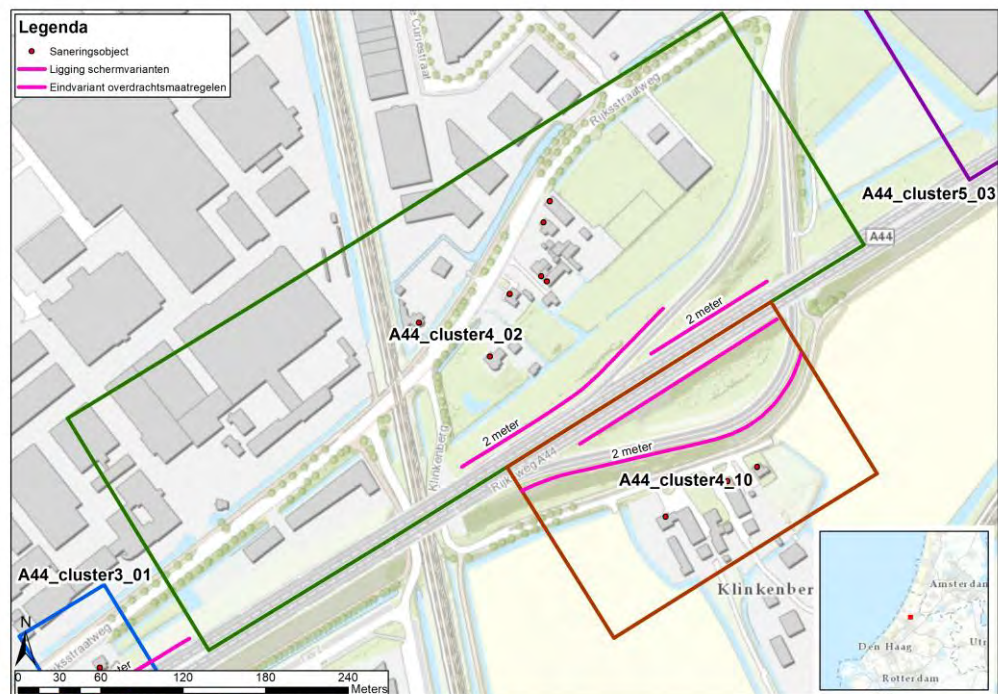 Legenda
Saneringsobject
Ligging schermvarianten
Eindvariant overdrachtsmaatregelen
Curiestraat
Rijksstraatweg
A44_cluster5_03
A44
2 meter
A44_cluster4_02
2 meter
Klinkenberg
Rijksweg A44
2 meter
A44_cluster4_10
A44_cluster3_01
Klinkenber
Amsterdam
N
Den Haag
Rotterdam
0 30 60 120 180 240
Meters